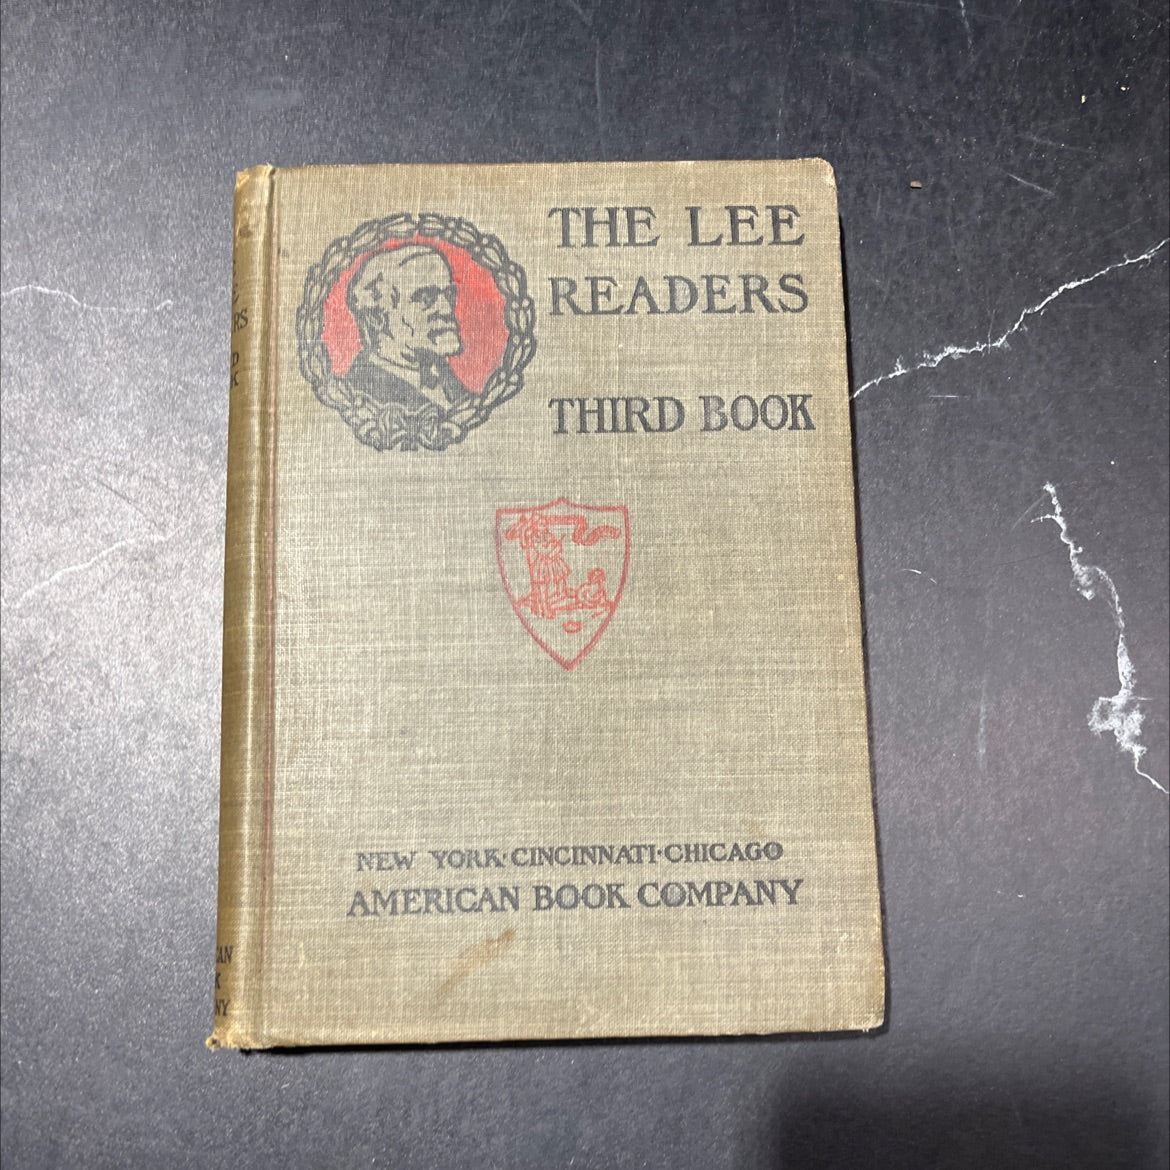 THE LEE
READERS
THIRD BOOK
NEW YORK·CINCINNATI·CHICAGO
AMERICAN BOOK COMPANY